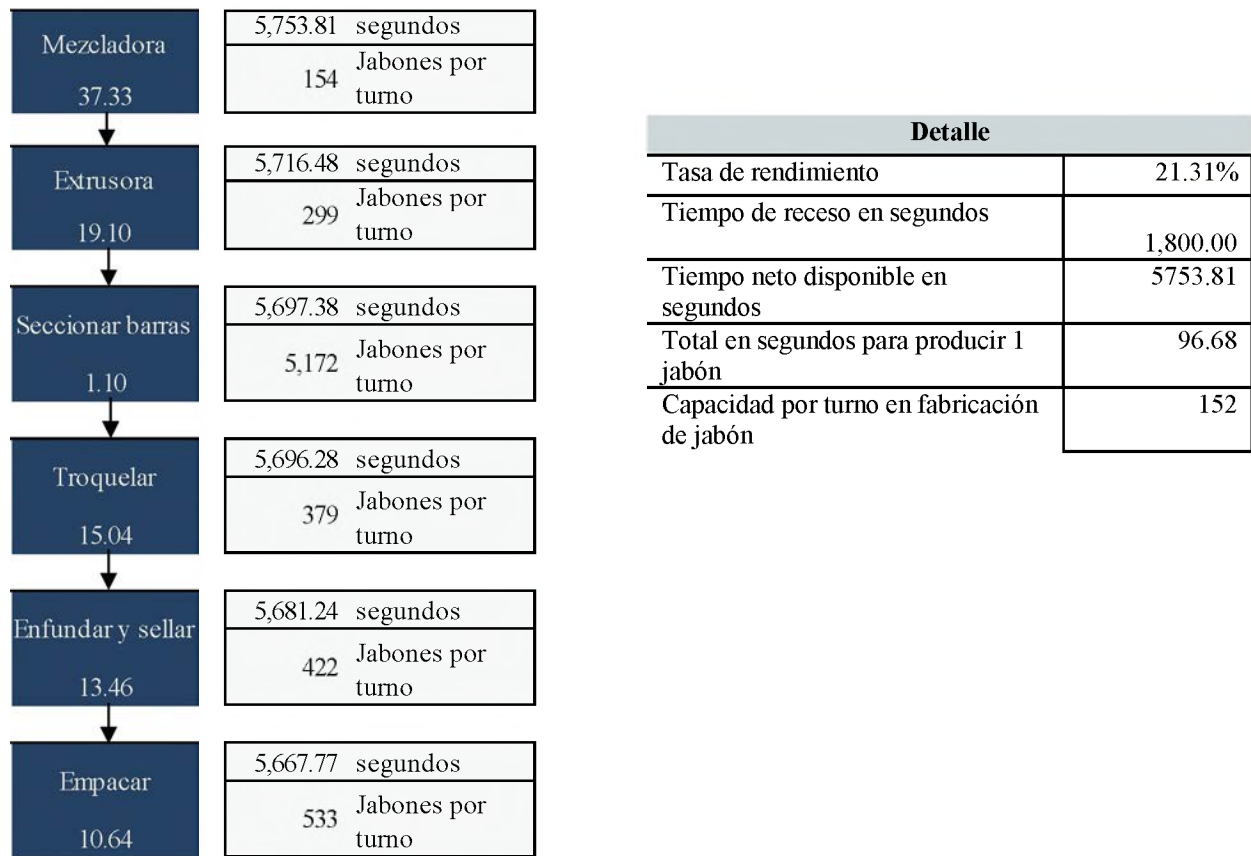 Mezcladora
37.33
5,753.81 segundos
154 Jabones por
turno
Extrusora
19.10
5,716.48 segundos
299 Jabones por
turno
Seccionar barras
1.10
5,697.38 segundos
5,172 Jabones por
turno
Troquelar
15.04
5,696.28 segundos
379 Jabones por
turno
Enfundar y sellar
13.46
5,681.24 segundos
422 Jabones por
turno
Empacar
10.64
5,667.77 segundos
533 Jabones por
turno
Detalle
Tasa de rendimiento 21.31%
Tiempo de receso en segundos
1,800.00
Tiempo neto disponible en 5753.81
segundos
Total en segundos para producir 1 96.68
jabón
Capacidad por turno en fabricación 152
de jabón